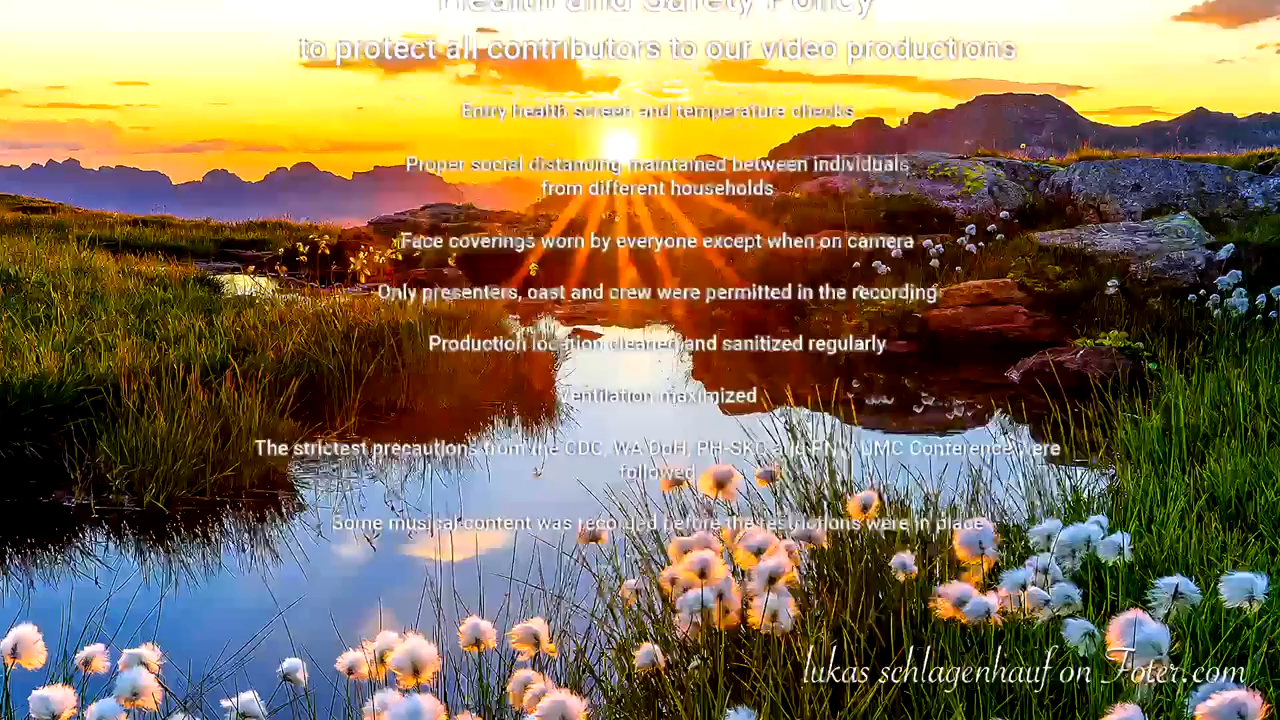 Health and Safety Policy
to protect all contributors to our video productions
Entry health screen and temperature checks
Proper social distancing maintained between individuals
from different households
Face coverings worn by everyone except when on camera
Only presenters, cast and crew were permitted in the recording
Production location cleaned and sanitized regularly
Ventilation maximized
The strictest precautions from the CDC, WA DoH, PH-SKC and PNW UMC Conference were
followed
Some musical content was recorded before the restrictions were in place
lukas schlagenhauf on Foter.com